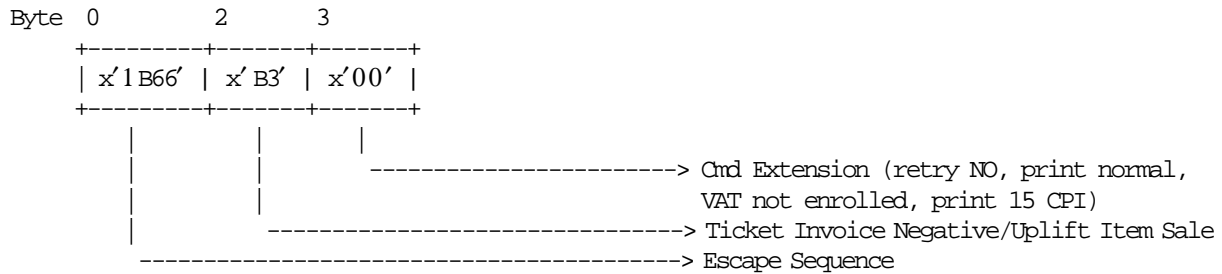 Byte 0 2 3
x'1B66' | x'B3' | x'00'
Cmd Extension (retry NO, print normal,
VAT not enrolled, print 15 CPI)
Ticket Invoice Negative/Uplift Item Sale
Escape Sequence